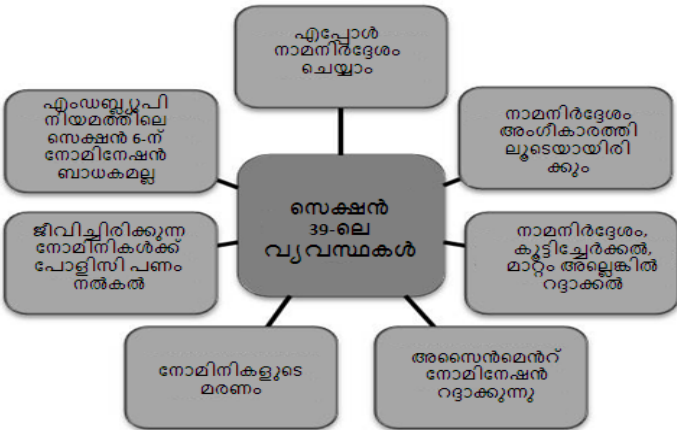 എപ്പോൾ
നാമനിർദ്ദേശം
ചെയ്യാം
നാമനിർദ്ദേശം
അംഗീകാരത്തി
ലൂടെയായിരി
ക്കും
നാമനിർദ്ദേശം,
കൂട്ടിച്ചേർക്കൽ,
മാറ്റം അല്ലെങ്കിൽ
റദ്ദാക്കൽ
അസൈൻമെൻറ്
നോമിനേഷൻ
റദ്ദാക്കുന്നു
നോമിനികളുടെ
മരണം
ജീവിച്ചിരിക്കുന്ന
നോമിനികൾക്ക്
പോളിസി പണം
നൽകൽ
എംഡബ്ല്യുപി
നിയമത്തിലെ
സെക്ഷൻ 6-ന്
നോമിനേഷൻ
ബാധകമല്ല
സെക്ഷൻ
39-ലെ
വ്യവസ്ഥകൾ